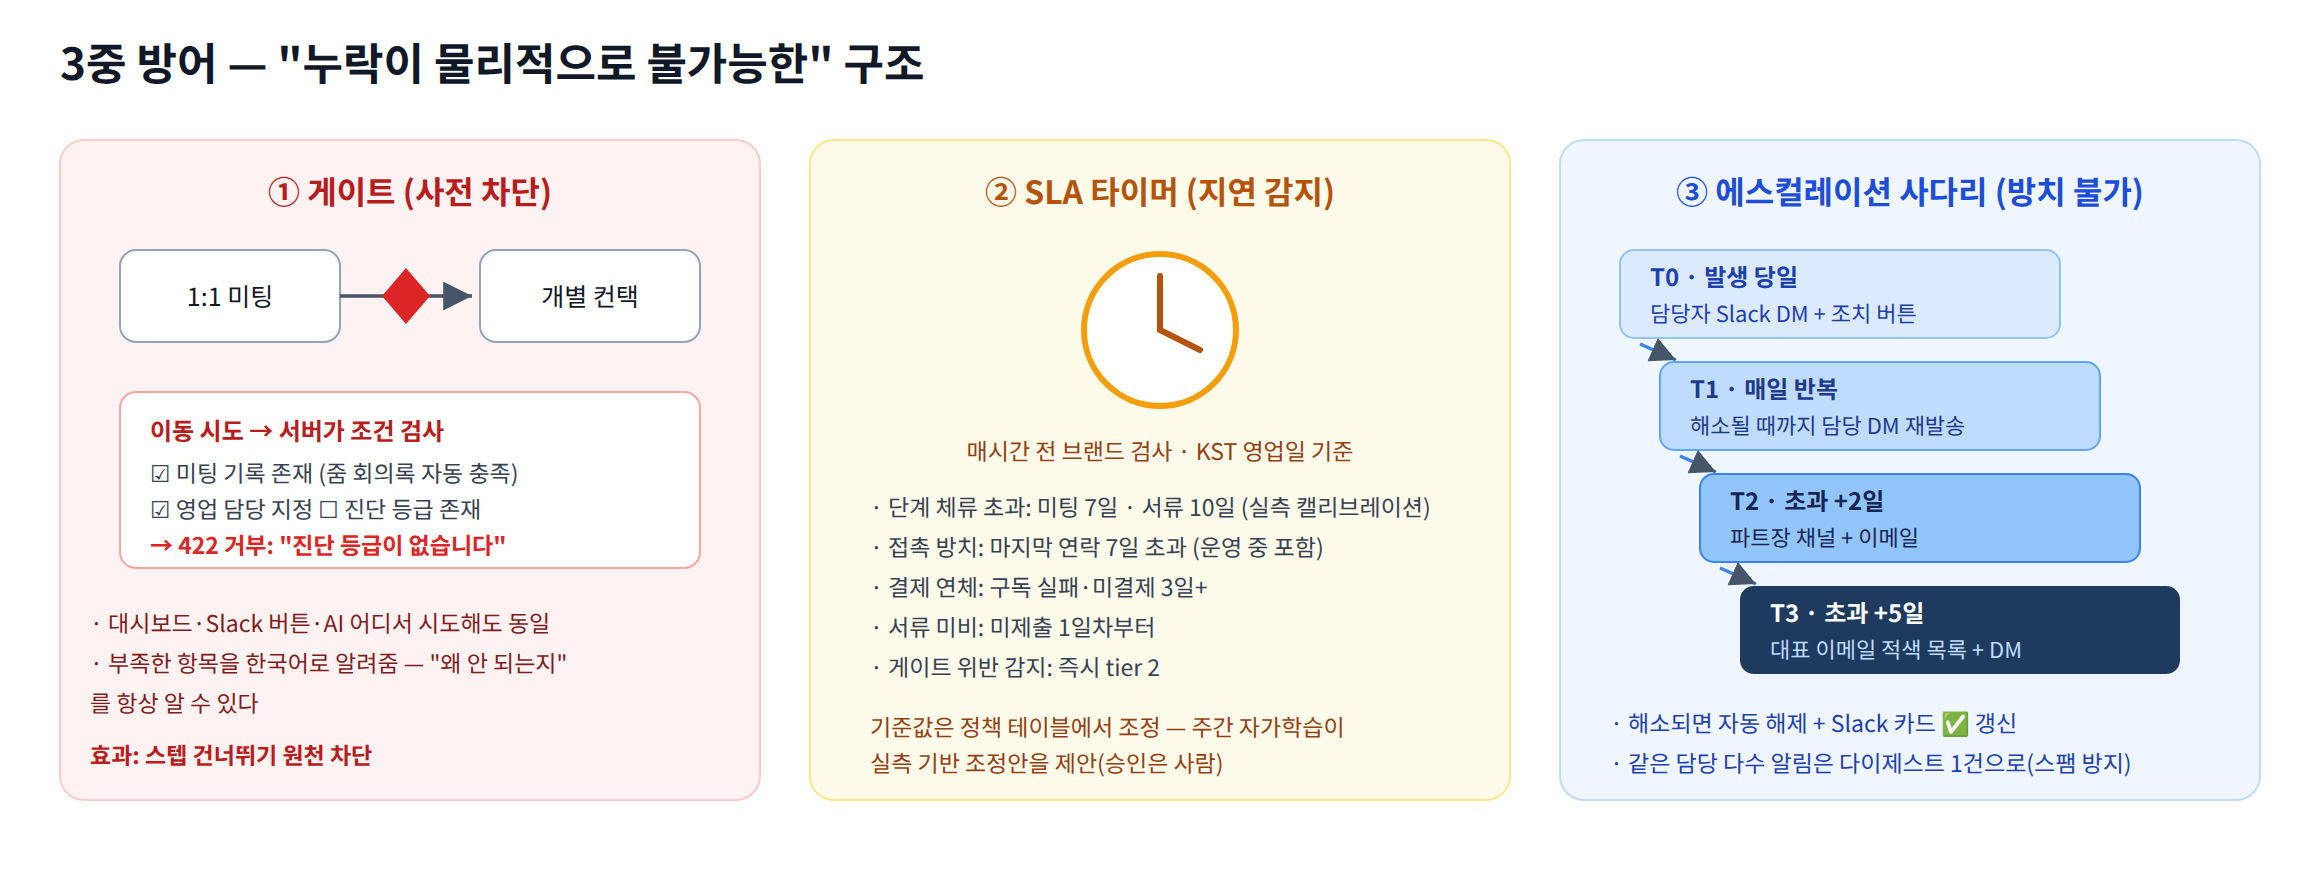 3중 방어 — "누락이 물리적으로 불가능한" 구조
① 게이트 (사전 차단)
1:1 미팅
개별 컨택
이동 시도 → 서버가 조건 검사
☑ 미팅 기록 존재 (줌 회의록 자동 충족)
☑ 영업 담당 지정 ☐ 진단 등급 존재
→ 422 거부: "진단 등급이 없습니다"
· 대시보드·Slack 버튼·AI 어디서 시도해도 동일
· 부족한 항목을 한국어로 알려줌 — "왜 안 되는지"
를 항상 알 수 있다
효과: 스텝 건너뛰기 원천 차단
② SLA 타이머 (지연 감지)
매시간 전 브랜드 검사 · KST 영업일 기준
· 단계 체류 초과: 미팅 7일 · 서류 10일 (실측 캘리브레이션)
· 접촉 방치: 마지막 연락 7일 초과 (운영 중 포함)
· 결제 연체: 구독 실패·미결제 3일+
· 서류 미비: 미제출 1일차부터
· 게이트 위반 감지: 즉시 tier 2
기준값은 정책 테이블에서 조정 — 주간 자가학습이
실측 기반 조정안을 제안(승인은 사람)
③ 에스컬레이션 사다리 (방치 불가)
T0 · 발생 당일
담당자 Slack DM + 조치 버튼
T1 · 매일 반복
해소될 때까지 담당 DM 재발송
T2 · 초과 +2일
파트장 채널 + 이메일
T3 · 초과 +5일
대표 이메일 적색 목록 + DM
· 해소되면 자동 해제 + Slack 카드 ✅ 갱신
· 같은 담당 다수 알림은 다이제스트 1건으로(스팸 방지)